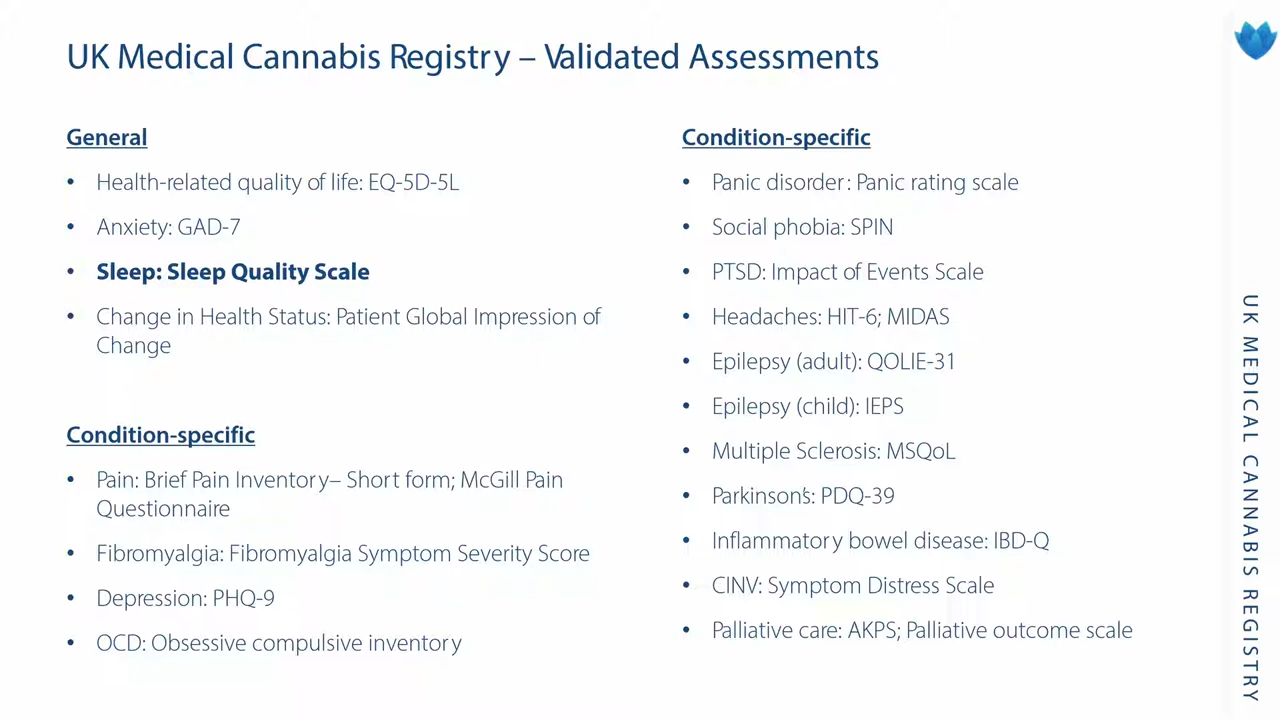 UK Medical Cannabis Registry – Validated Assessments
General
• Health-related quality of life: EQ-5D-5L
• Anxiety: GAD-7
• Sleep: Sleep Quality Scale
• Change in Health Status: Patient Global Impression of
Change
Condition-specific
• Pain: Brief Pain Inventory– Short form; McGill Pain
Questionnaire
• Fibromyalgia: Fibromyalgia Symptom Severity Score
• Depression: PHQ-9
• OCD: Obsessive compulsive inventory
Condition-specific
• Panic disorder: Panic rating scale
• Social phobia: SPIN
• PTSD: Impact of Events Scale
• Headaches: HIT-6; MIDAS
• Epilepsy (adult): QOLIE-31
• Epilepsy (child): IEPS
• Multiple Sclerosis: MSQoL
• Parkinson's: PDQ-39
• Inflammatory bowel disease: IBD-Q
• CINV: Symptom Distress Scale
• Palliative care: AKPS; Palliative outcome scale
UK MEDICAL CANNABIS REGISTRY